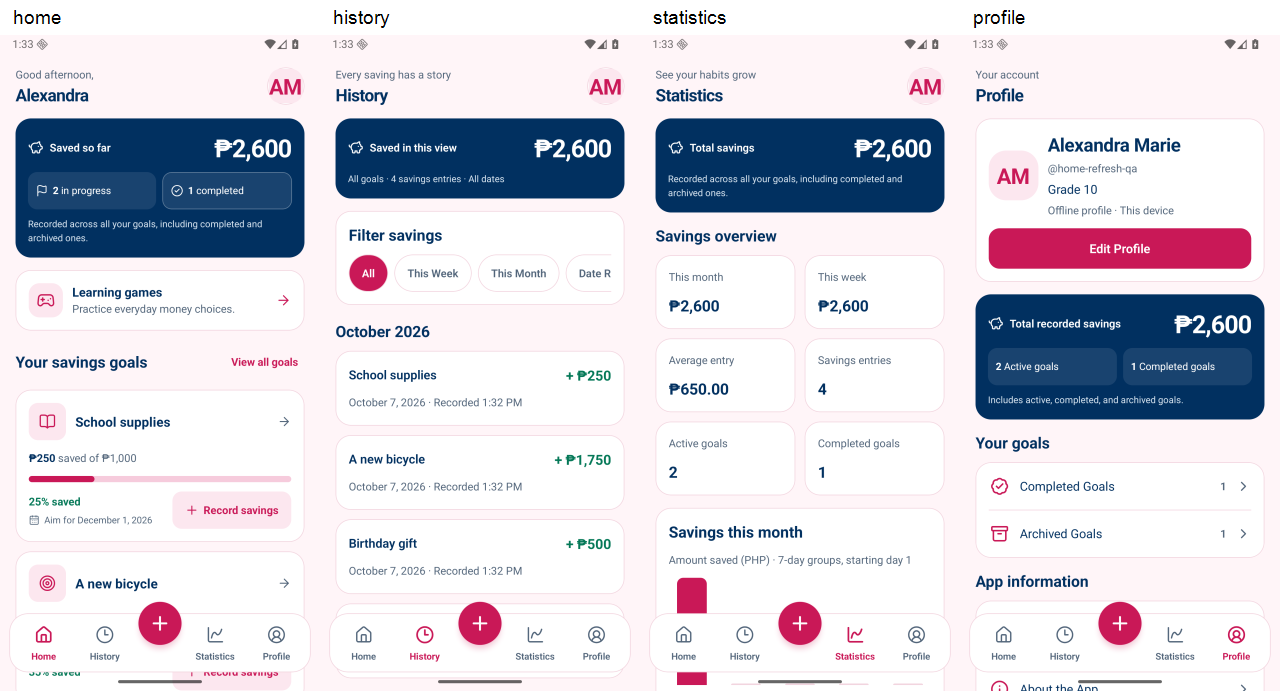 home
1:33
Good afternoon,
Alexandra
AM
Saved so far
₱2,600
2 in progress
1 completed
Recorded across all your goals, including completed and
archived ones.
Learning games
Practice everyday money choices.
Your savings goals
View all goals
School supplies
₱250 saved of ₱1,000
25% saved
Aim for December 1, 2026
+ Record savings
A new bicycle
35% saved
+ Record savings
Home
History
+
Statistics
Profile
history
1:33
Every saving has a story
History
AM
Saved in this view
₱2,600
All goals · 4 savings entries · All dates
Filter savings
All
This Week
This Month
Date R
October 2026
School supplies
+ ₱250
October 7, 2026 · Recorded 1:32 PM
A new bicycle
+ ₱1,750
October 7, 2026 · Recorded 1:32 PM
Birthday gift
+ ₱500
October 7, 2026 · Recorded 1:32 PM
Home
History
+
Statistics
Profile
statistics
1:33
See your habits grow
Statistics
AM
Total savings
₱2,600
Recorded across all your goals, including completed and
archived ones.
Savings overview
This month
₱2,600
This week
₱2,600
Average entry
₱650.00
Savings entries
4
Active goals
2
Completed goals
1
Savings this month
Amount saved (PHP) · 7-day groups, starting day 1
Home
History
+
Statistics
Profile
profile
1:33
Your account
Profile
AM
Alexandra Marie
@home-refresh-qa
Grade 10
Offline profile · This device
Edit Profile
Total recorded savings
₱2,600
2 Active goals
1 Completed goals
Includes active, completed, and archived goals.
Your goals
Completed Goals
1
Archived Goals
1
App information
About the App
Home
History
+
Statistics
Profile